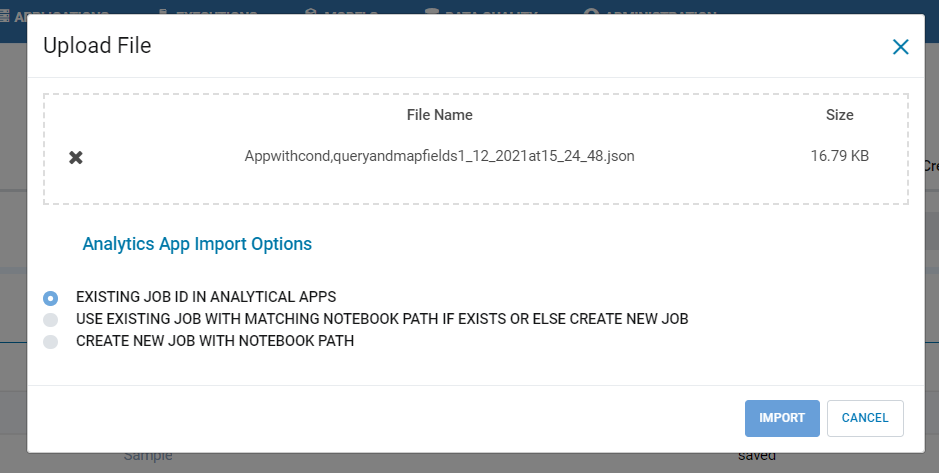 APPLICATIONS EXECUTIONS MODELS DATA QUALITY ADMINISTRATION
Upload File
File Name Size
Appwithcond,queryandmapfields1_12_2021at15_24_48.json 16.79 KB
Cre
Analytics App Import Options
EXISTING JOB ID IN ANALYTICAL APPS
USE EXISTING JOB WITH MATCHING NOTEBOOK PATH IF EXISTS OR ELSE CREATE NEW JOB
CREATE NEW JOB WITH NOTEBOOK PATH
IMPORT CANCEL
Sample saved